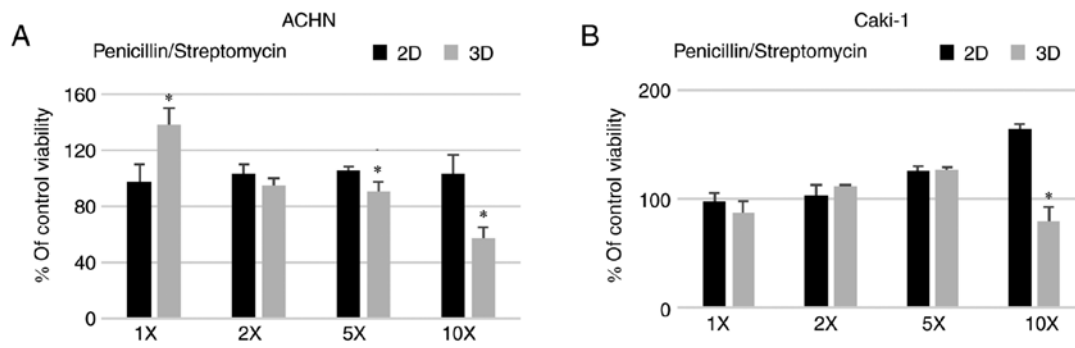 A
ACHN
Penicillin/Streptomycin 2D 3D
% Of control viability
160
120
80
40
0
*
*
*
1X 2X 5X 10X
B
Caki-1
Penicillin/Streptomycin 2D 3D
% Of control viability
200
100
0
*
1X 2X 5X 10X